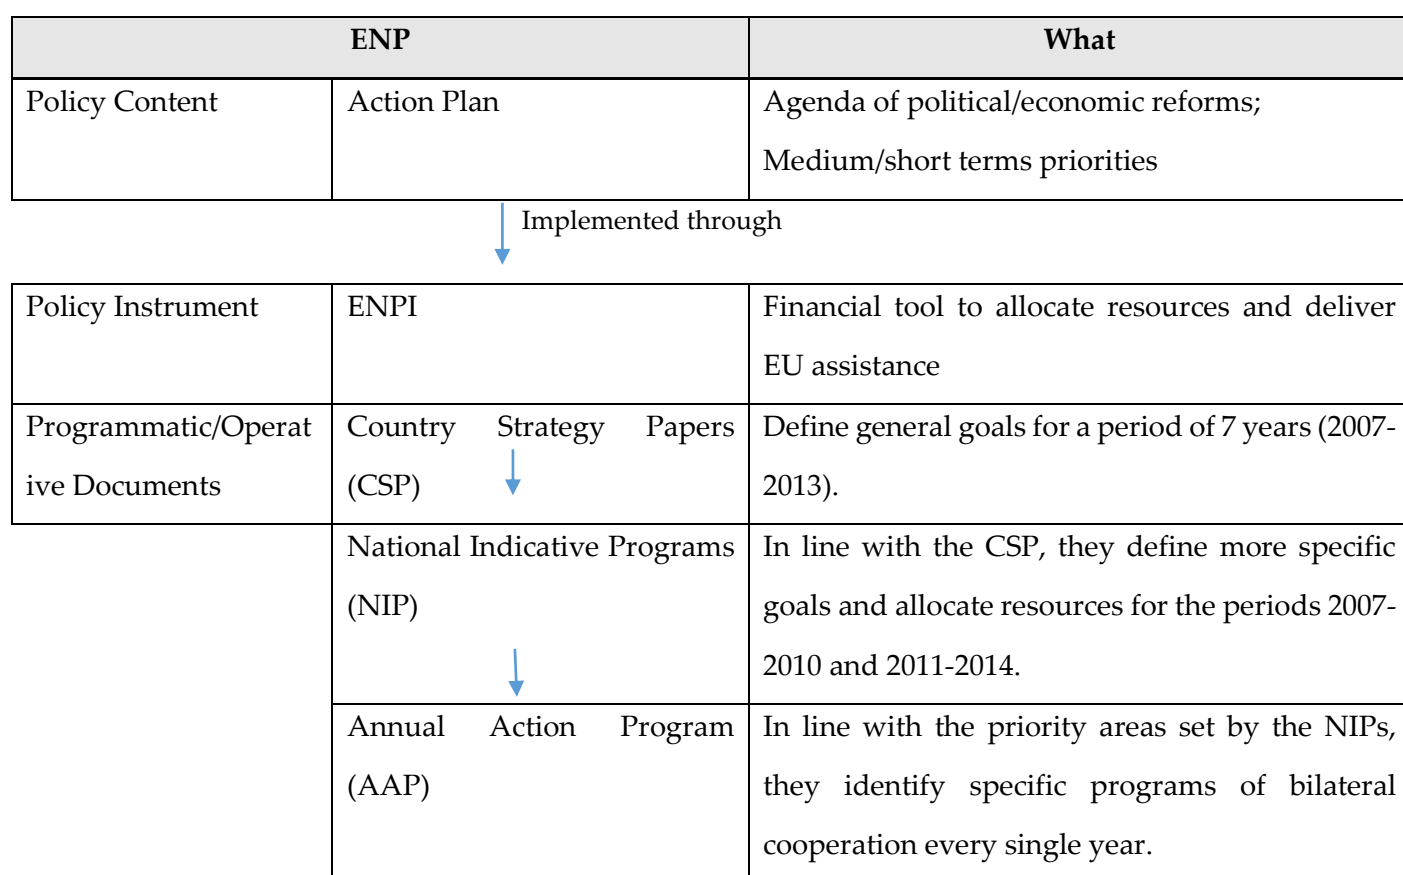 ENP What
Policy Content Action Plan Agenda of political/economic reforms;
Medium/short terms priorities
Implemented through
Policy Instrument ENPI Financial tool to allocate resources and deliver
EU assistance
Programmatic/Operat Country Strategy Papers Define general goals for a period of 7 years (2007-
ive Documents (CSP) 2013).
National Indicative Programs In line with the CSP, they define more specific
(NIP) goals and allocate resources for the periods 2007-
2010 and 2011-2014.
Annual Action Program In line with the priority areas set by the NIPs,
(AAP) they identify specific programs of bilateral
cooperation every single year.